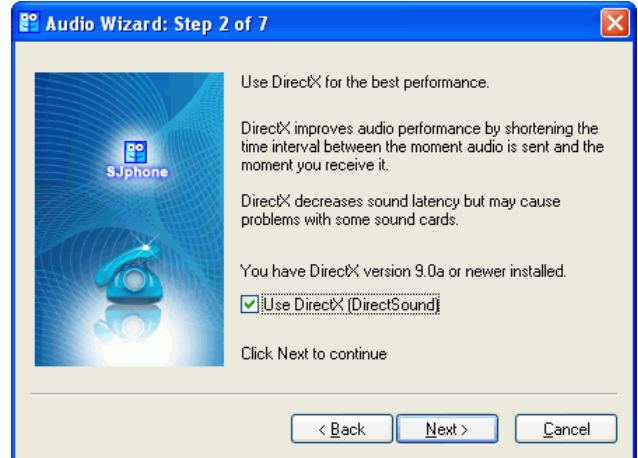 Audio Wizard: Step 2 of 7
Use DirectX for the best performance.
DirectX improves audio performance by shortening the
time interval between the moment audio is sent and the
moment you receive it.
SJphone
DirectX decreases sound latency but may cause
problems with some sound cards.
You have DirectX version 9.0a or newer installed.
Use DirectX (DirectSound)
Click Next to continue
< Back
Next >
Cancel